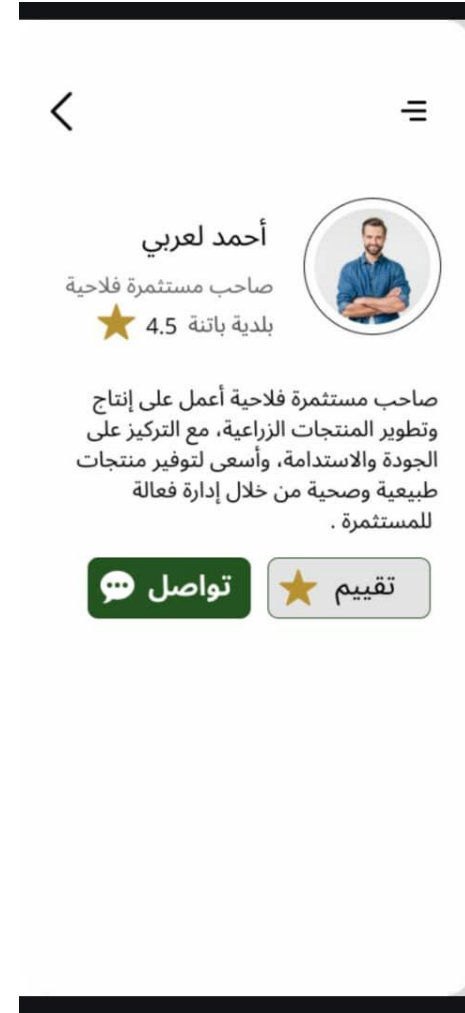 أحمد لعربي
صاحب مستثمرة فلاحية
بلدية باتنة 4.5
صاحب مستثمرة فلاحية أعمل على إنتاج
وتطوير المنتجات الزراعية، مع التركيز على
الجودة والاستدامة، وأسعى لتوفير منتجات
طبيعية وصحية من خلال إدارة فعالة
للمستثمرة .
تقييم
تواصل